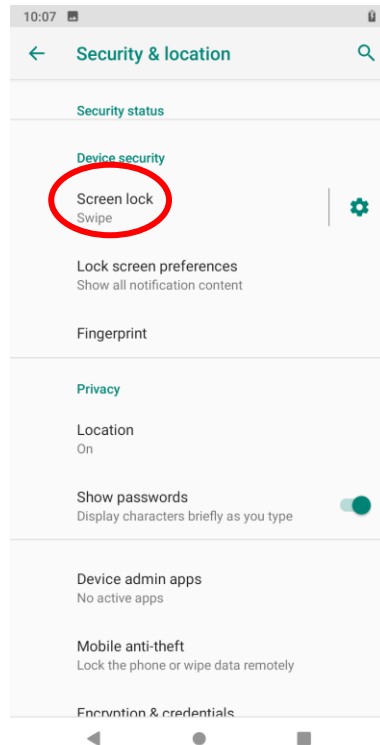 10:07
Security & location
Security status
Device security
Screen lock
Swipe
Lock screen preferences
Show all notification content
Fingerprint
Privacy
Location
On
Show passwords
Display characters briefly as you type
Device admin apps
No active apps
Mobile anti-theft
Lock the phone or wipe data remotely
Encryption & credentials